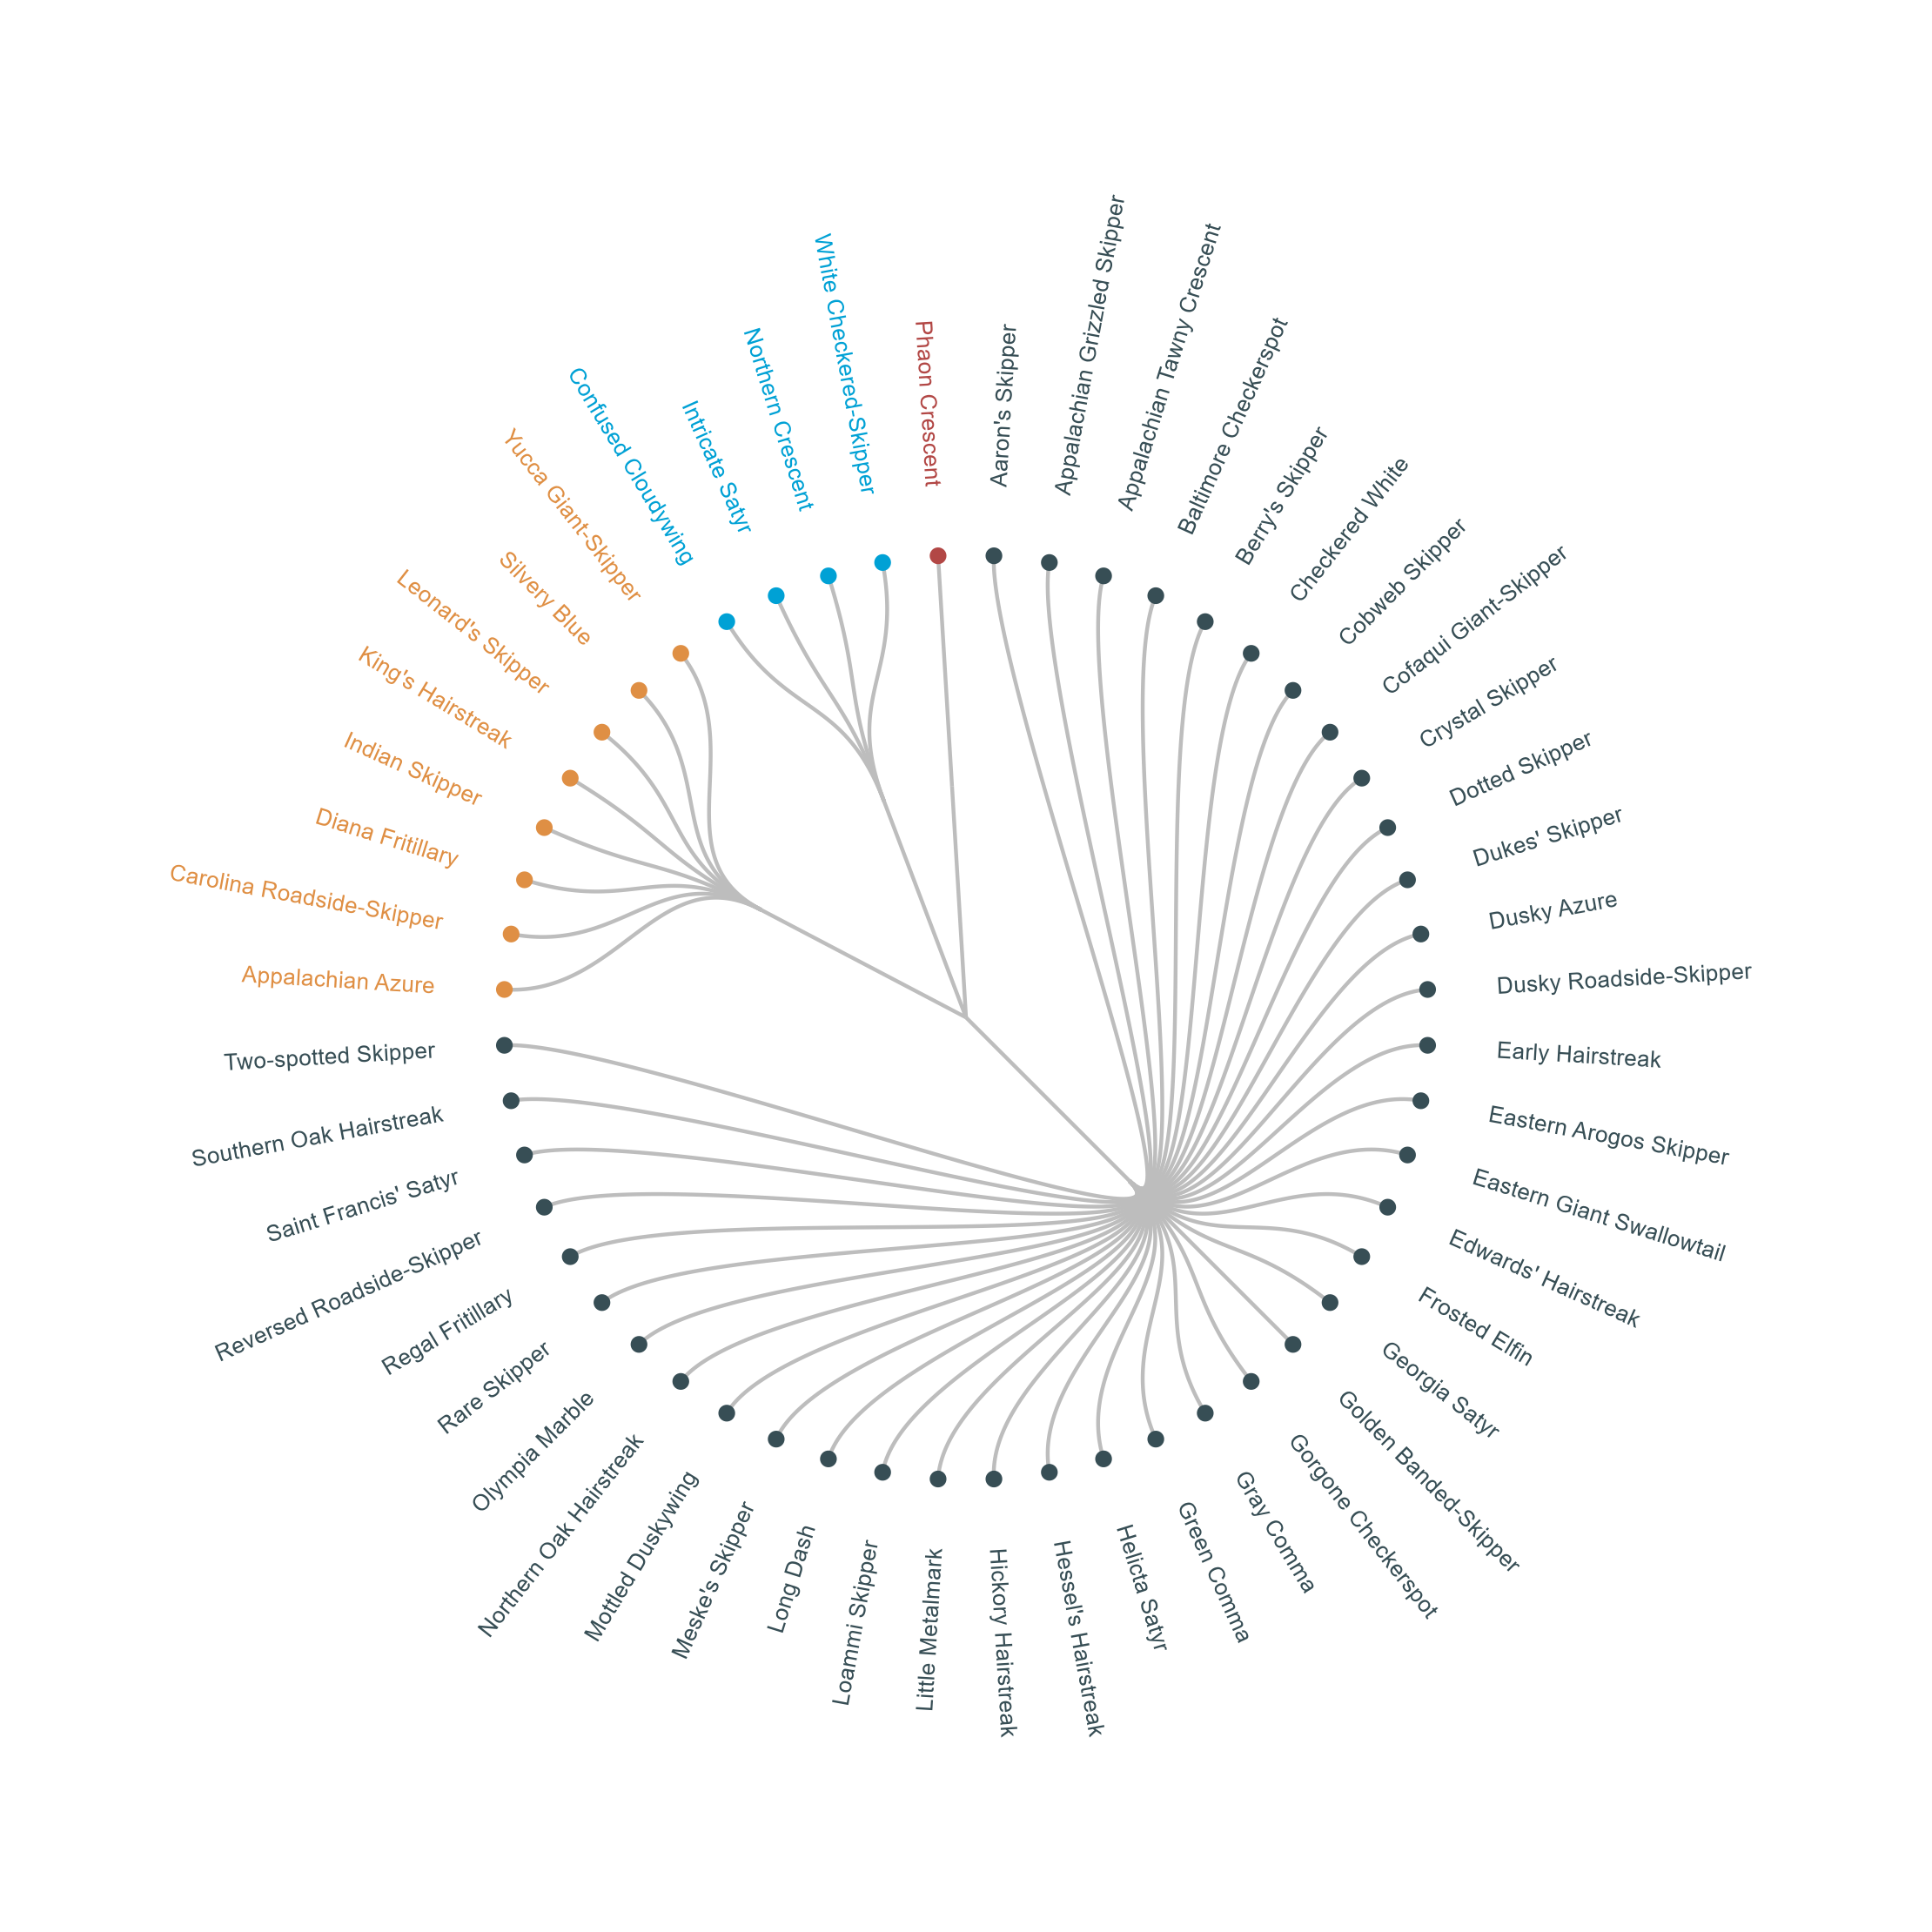 Aaron's Skipper
Appalachian Grizzled Skipper
Appalachian Tawny Crescent
Baltimore Checkerspot
Berry's Skipper
Checkered White
Cobweb Skipper
Cofaqui Giant-Skipper
Crystal Skipper
Dotted Skipper
Dukes' Skipper
Dusky Azure
Dusky Roadside-Skipper
Early Hairstreak
Eastern Arogos Skipper
Eastern Giant Swallowtail
Edwards' Hairstreak
Frosted Elfin
Georgia Satyr
Golden Banded-Skipper
Gorgone Checkerspot
Gray Comma
Green Comma
Helicta Satyr
Hessel's Hairstreak
Hickory Hairstreak
Little Metalmark
Loammi Skipper
Long Dash
Meske's Skipper
Mottled Duskywing
Northern Oak Hairstreak
Olympia Marble
Rare Skipper
Regal Fritillary
Reversed Roadside-Skipper
Saint Francis' Satyr
Southern Oak Hairstreak
Two-spotted Skipper
Appalachian Azure
Carolina Roadside-Skipper
Diana Fritillary
Indian Skipper
King's Hairstreak
Leonard's Skipper
Silvery Blue
Yucca Giant-Skipper
Confused Cloudywing
Intricate Satyr
Northern Crescent
White Checkered-Skipper
Phaon Crescent